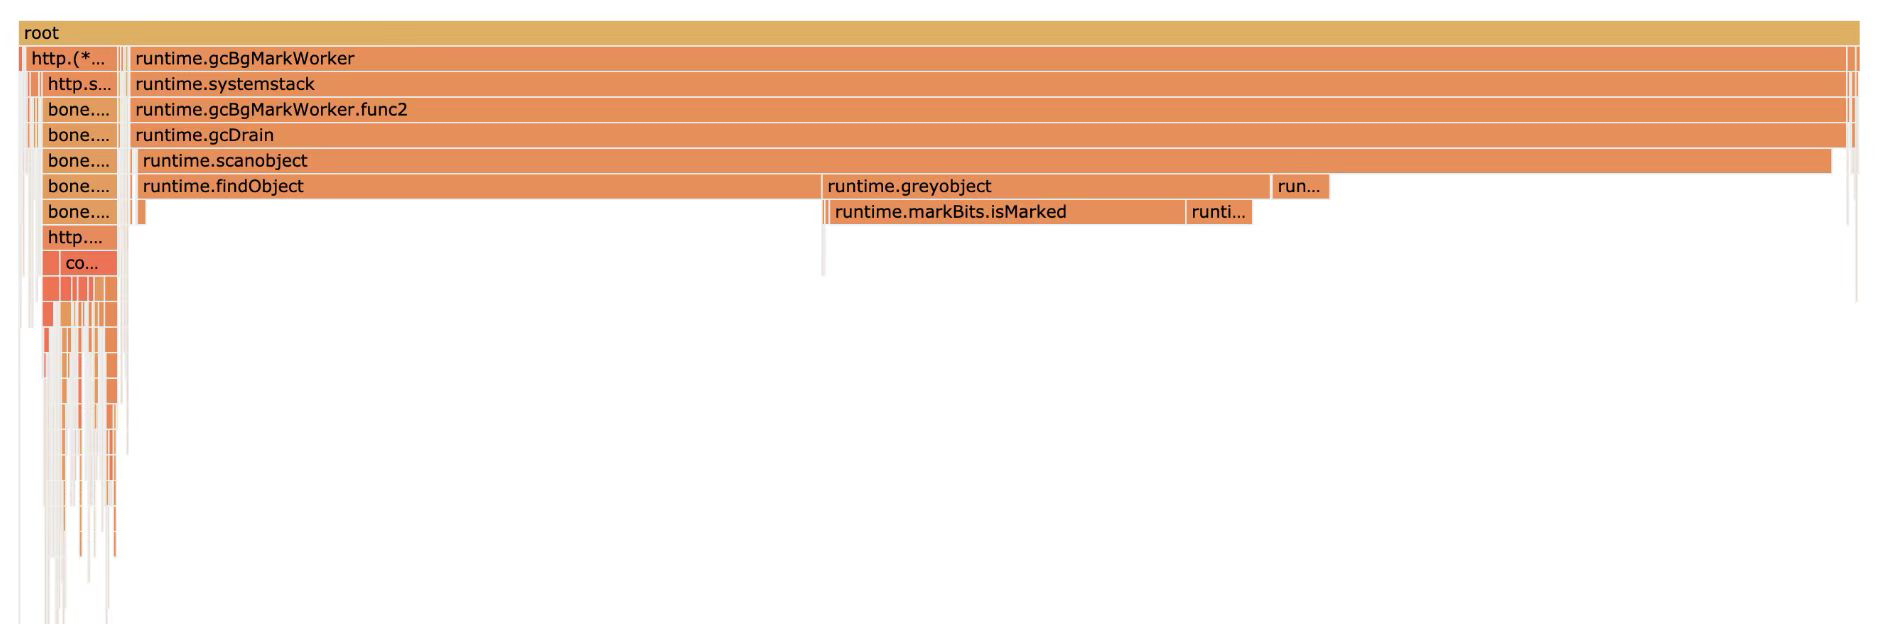 root
http.(*... runtime.gcBgMarkWorker
http.s... runtime.systemstack
bone.... runtime.gcBgMarkWorker.func2
bone.... runtime.gcDrain
bone.... runtime.scanobject
bone.... runtime.findObject runtime.greyobject run...
bone.... runtime.markBits.isMarked runti...
http....
co...